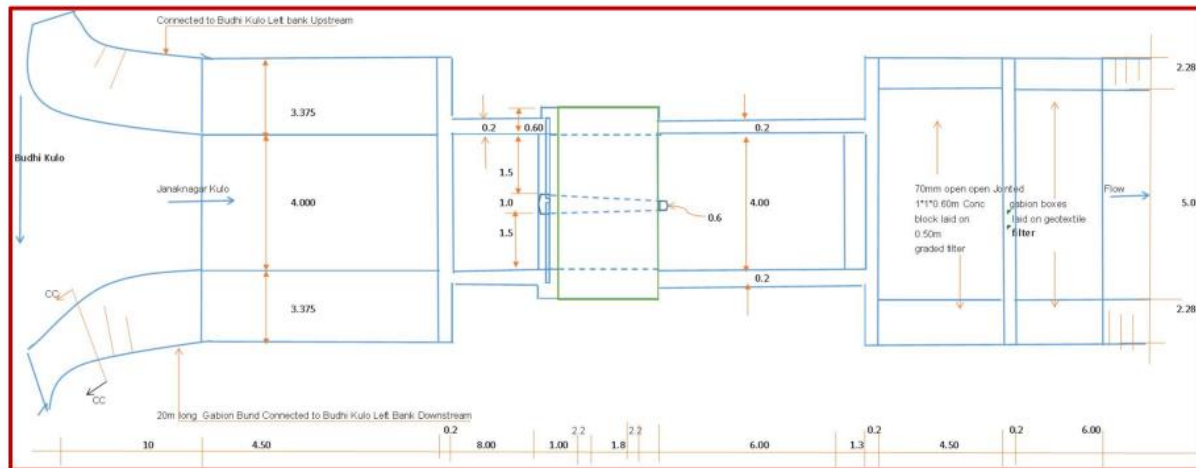 Connected to Budhi Kulo Left bank Upstream
2.28
3.375
0.2
0.60
0.2
Budhi Kulo
1.5
Janaknagar Kulo
4.000
1.0
4.00
70mm open open Jointed
1*1*0.60m Conc
block laid on
0.50m
graded filter
gabion boxes
laid on geotextile
filter
Flow
5.0
0.6
1.5
0.2
CC
3.375
2.28
CC
20m long Gabion Bund Connected to Budhi Kulo Left Bank Downstream
10
4.50
0.2
8.00
1.00
2.2
1.8
2.2
6.00
1.3
0.2
4.50
0.2
6.00